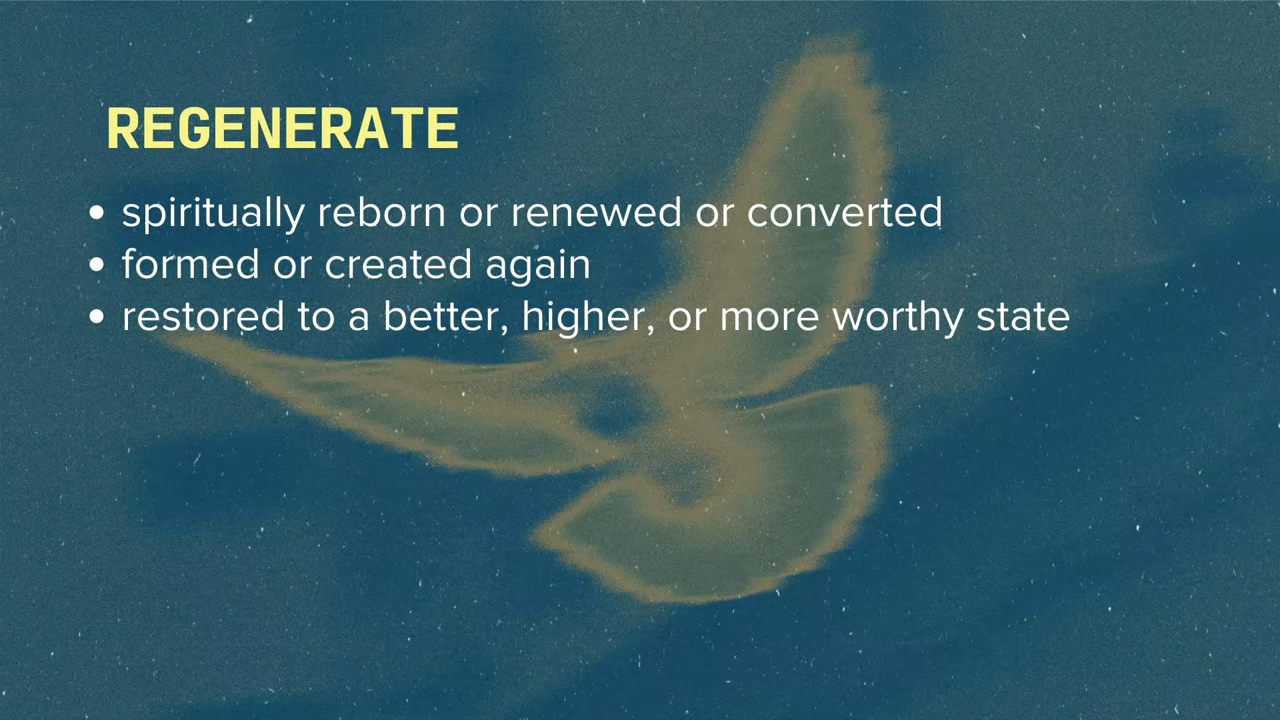 REGENERATE
• spiritually reborn or renewed or converted
• formed or created again
• restored to a better, higher, or more worthy state